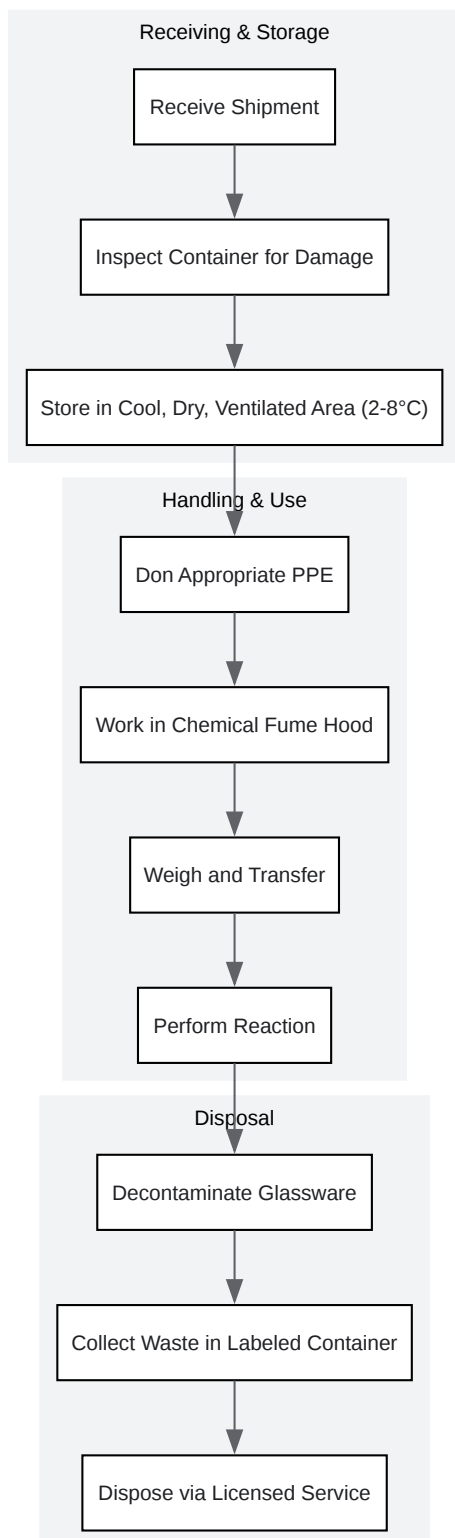 Receiving & Storage
Receive Shipment
Inspect Container for Damage
Store in Cool, Dry, Ventilated Area (2-8°C)
Handling & Use
Don Appropriate PPE
Work in Chemical Fume Hood
Weigh and Transfer
Perform Reaction
Disposal
Decontaminate Glassware
Collect Waste in Labeled Container
Dispose via Licensed Service